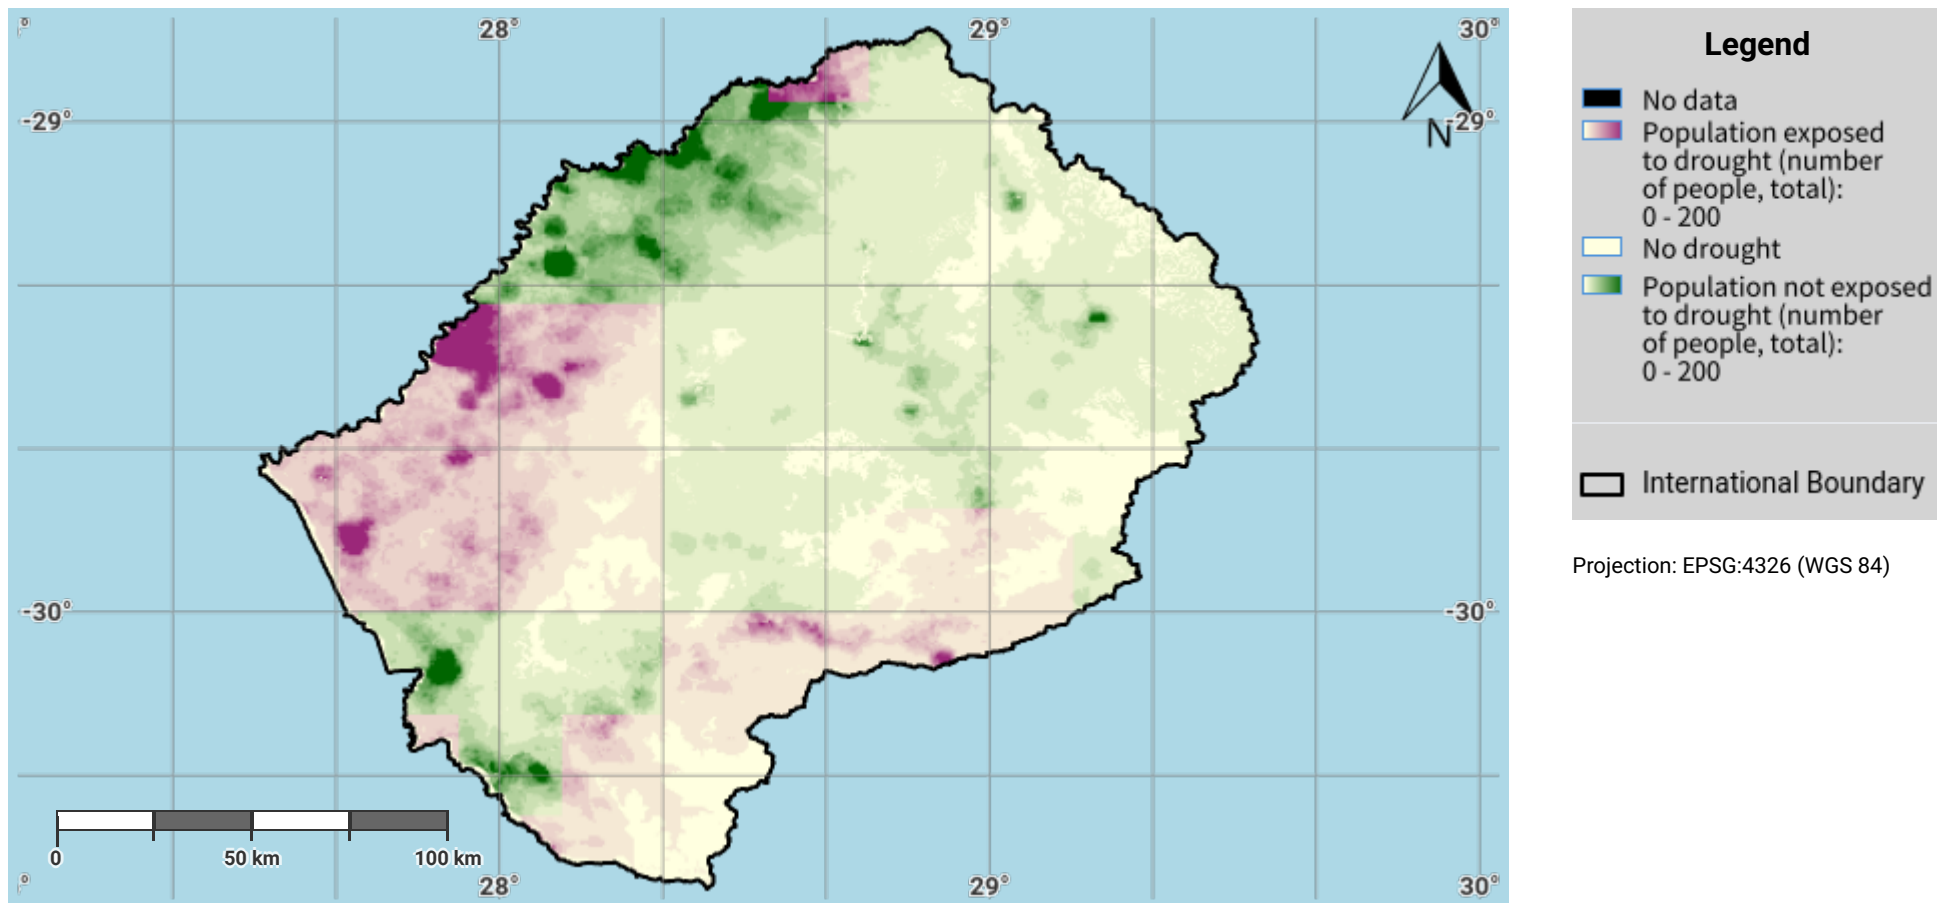 28°
29°
30°
-29°
-29°
N
-30°
-30°
0
50 km
100 km
28°
29°
30°
Legend
No data
Population exposed
to drought (number
of people, total):
0 - 200
No drought
Population not exposed
to drought (number
of people, total):
0 - 200
International Boundary
Projection: EPSG:4326 (WGS 84)